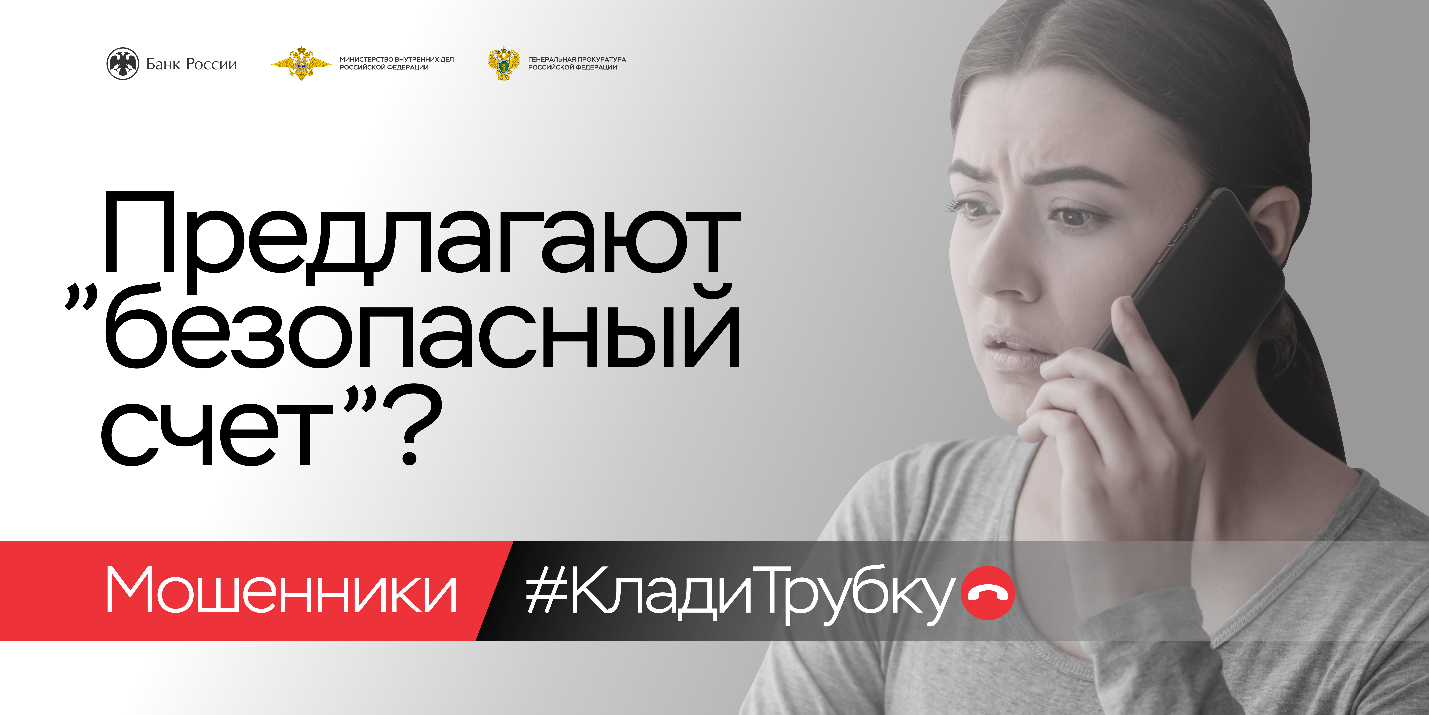 Банк России
МИНИСТЕРСТВО ВНУТРЕННИХ ДЕЛ
РОССИЙСКОЙ ФЕДЕРАЦИИ
ГЕНЕРАЛЬНАЯ ПРОКУРАТУРА
РОССИЙСКОЙ ФЕДЕРАЦИИ
Предлагают
”безопасный
счет”?
Мошенники #КладиТрубку